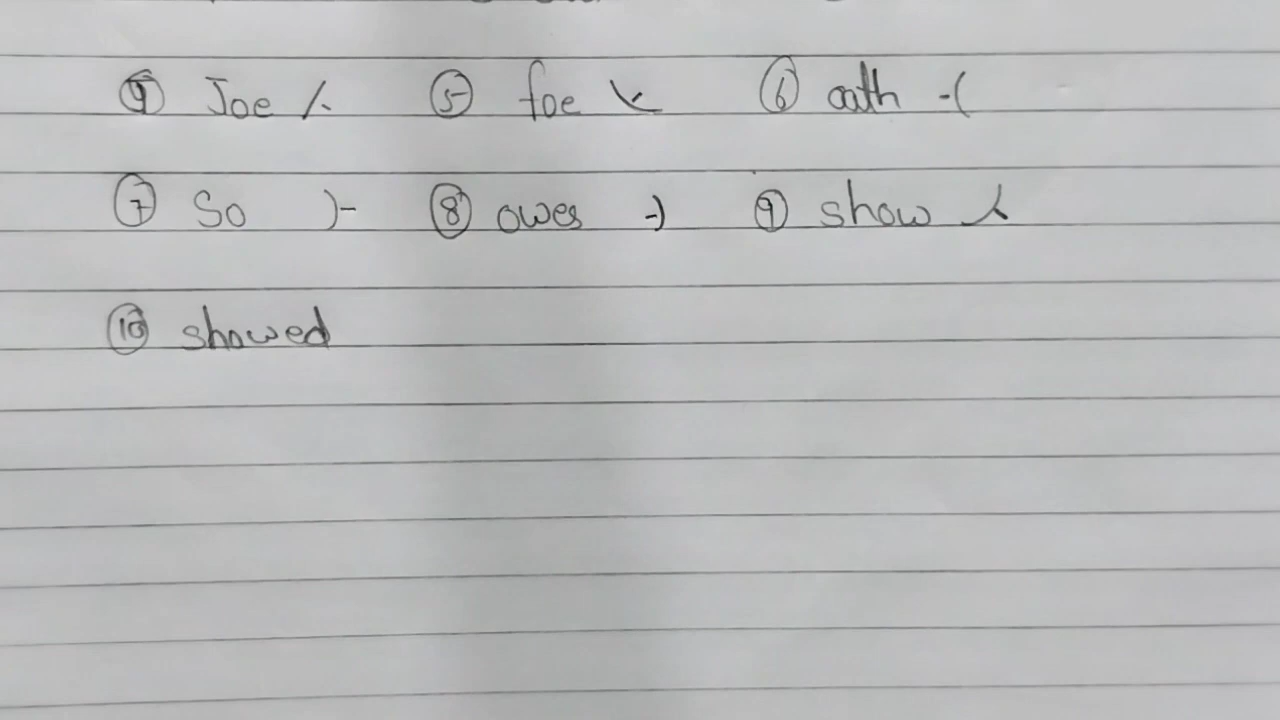 ④ Joe ⑤ foe ⑥ oath
⑦ So ⑧ owes ⑨ show
⑩ showed